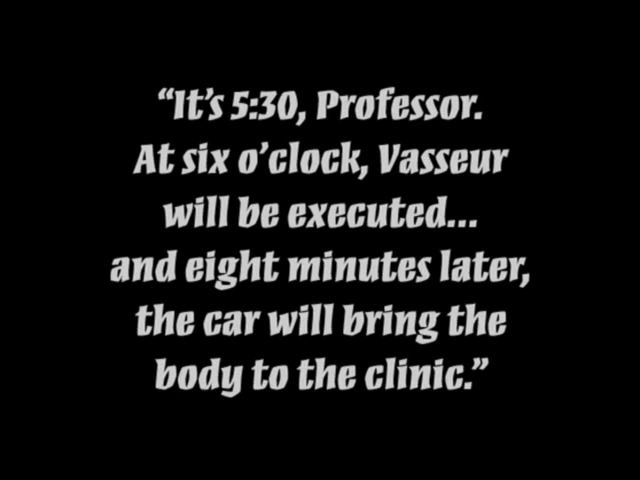 “It’s 5:30, Professor.
At six o’clock, Vasseur
will be executed...
and eight minutes later,
the car will bring the
body to the clinic.”